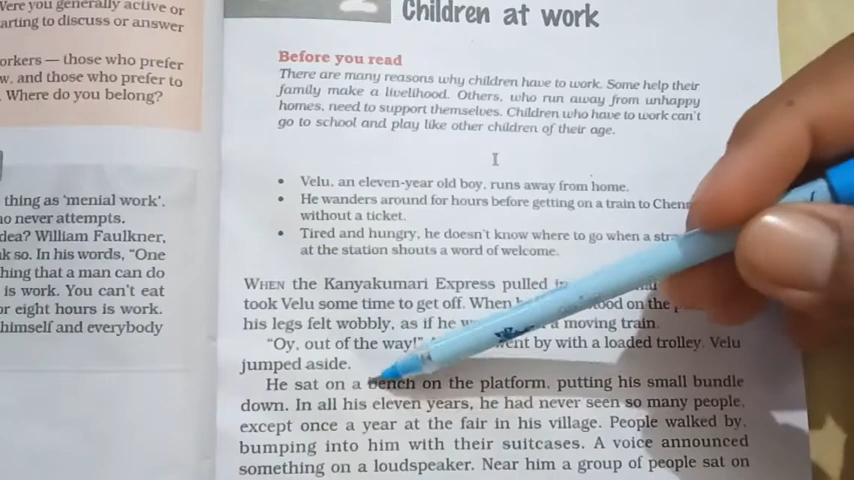 Were you generally active or
arting to discuss or answer
orkers — those who prefer
w, and those who prefer to
. Where do you belong?
thing as 'menial work'.
o never attempts.
dea? William Faulkner,
k so. In his words, "One
hing that a man can do
is work. You can't eat
or eight hours is work.
himself and everybody
Children at work
Before you read
There are many reasons why children have to work. Some help their
family make a livelihood. Others, who run away from unhappy
homes, need to support themselves. Children who have to work can't
go to school and play like other children of their age.
I
• Velu, an eleven-year old boy, runs away from home.
• He wanders around for hours before getting on a train to Chenn
without a ticket.
• Tired and hungry, he doesn't know where to go when a str
at the station shouts a word of welcome.
WHEN the Kanyakumari Express pulled
took Velu some time to get off. When stood on the
his legs felt wobbly, as if he a moving train.
"Oy, out of the way!" went by with a loaded trolley. Velu
jumped aside.
He sat on a bench on the platform, putting his small bundle
down. In all his eleven years, he had never seen so many people,
except once a year at the fair in his village. People walked by,
bumping into him with their suitcases. A voice announced
something on a loudspeaker. Near him a group of people sat on